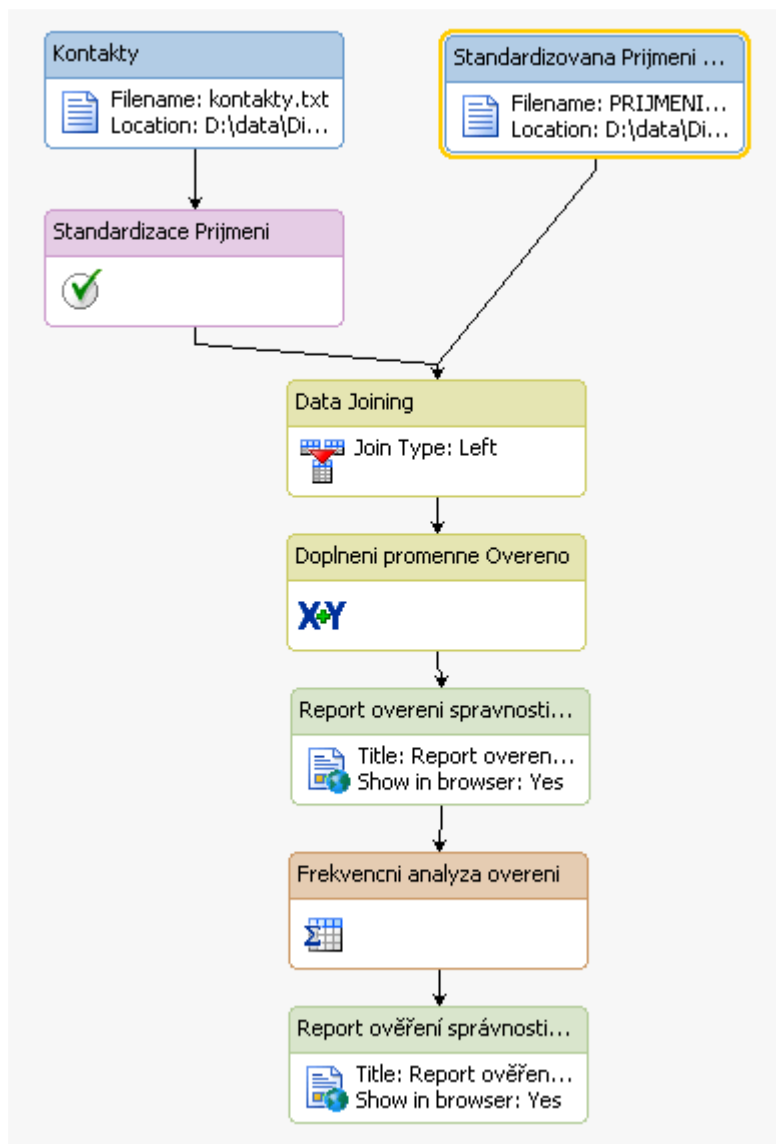 Kontakty
Filename: kontakty.txt
Location: D:\data\Di...
Standardizovana Prijmeni ...
Filename: PRIJMENI...
Location: D:\data\Di...
Standardizace Prijmeni
Data Joining
Join Type: Left
Doplneni promenne Overeno
X+Y
Report overeni spravnosti...
Title: Report overen...
Show in browser: Yes
Frekvencni analyza overeni
Σ
Report ověření správnosti...
Title: Report ověřen...
Show in browser: Yes